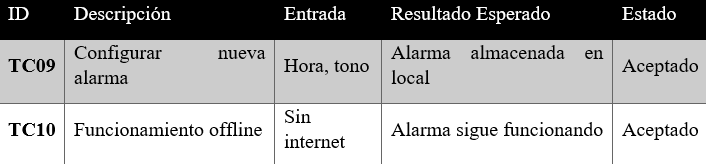 ID Descripción Entrada Resultado Esperado Estado
TC09 Configurar nueva alarma Hora, tono Alarma almacenada en local Aceptado
TC10 Funcionamiento offline Sin internet Alarma sigue funcionando Aceptado